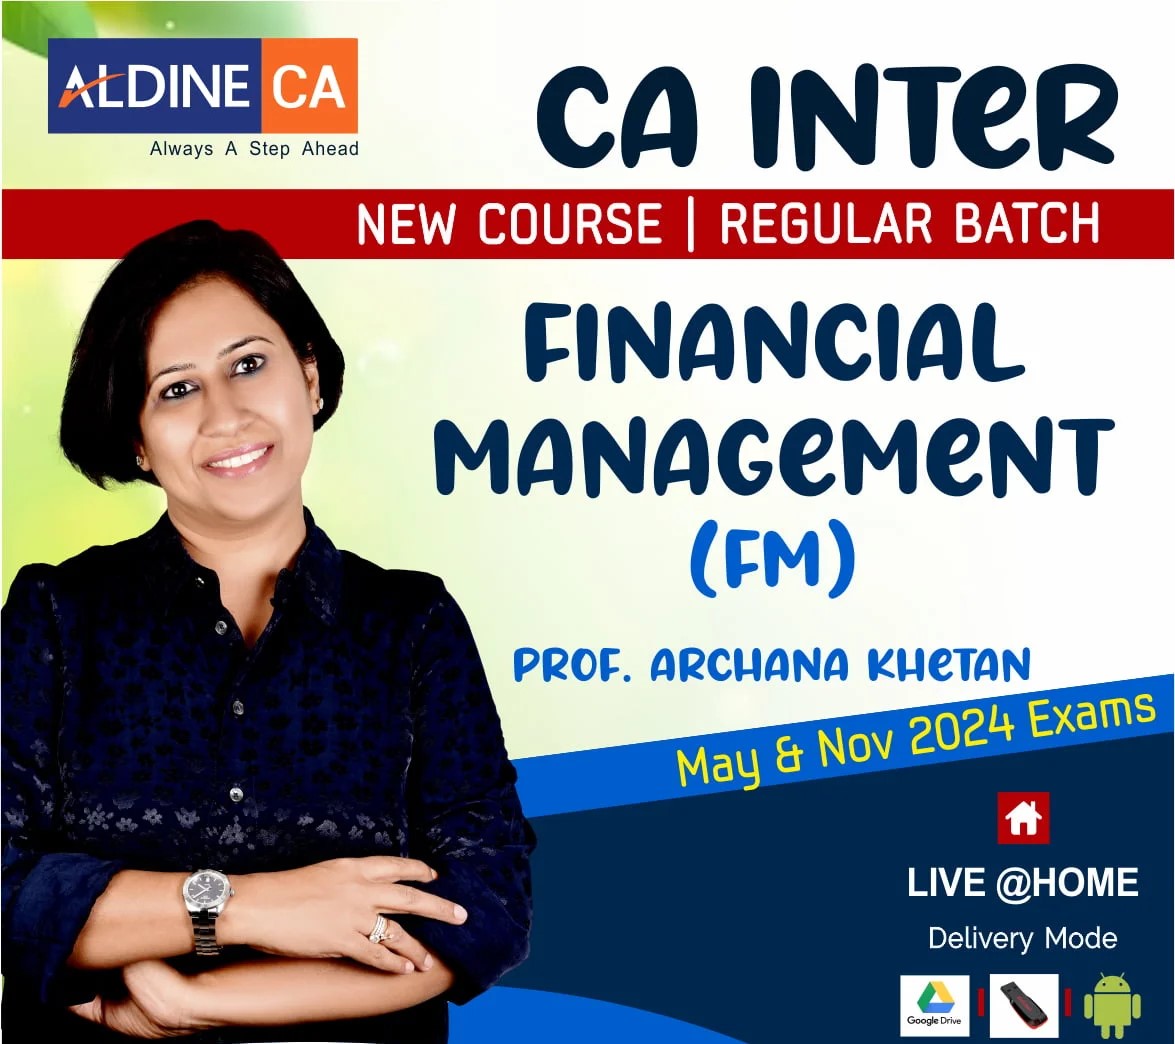 ALDINE CA
Always A Step Ahead
CA INTER
NEW COURSE | REGULAR BATCH
FINANCIAL
MANAGEMENT
(FM)
PROF. ARCHANA KHETAN
May & Nov 2024 Exams
LIVE @HOME
Delivery Mode
Google Drive